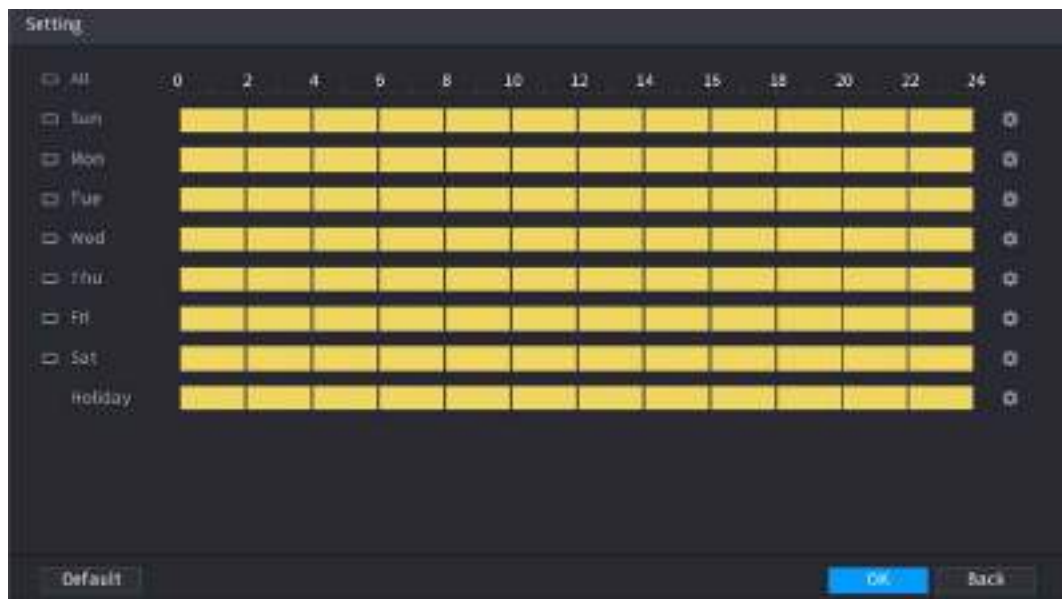 Setting
All 0 2 4 6 8 10 12 14 16 18 20 22 24
Sun
Mon
Tue
Wed
Thu
Fri
Sat
Holiday
Default OK Back